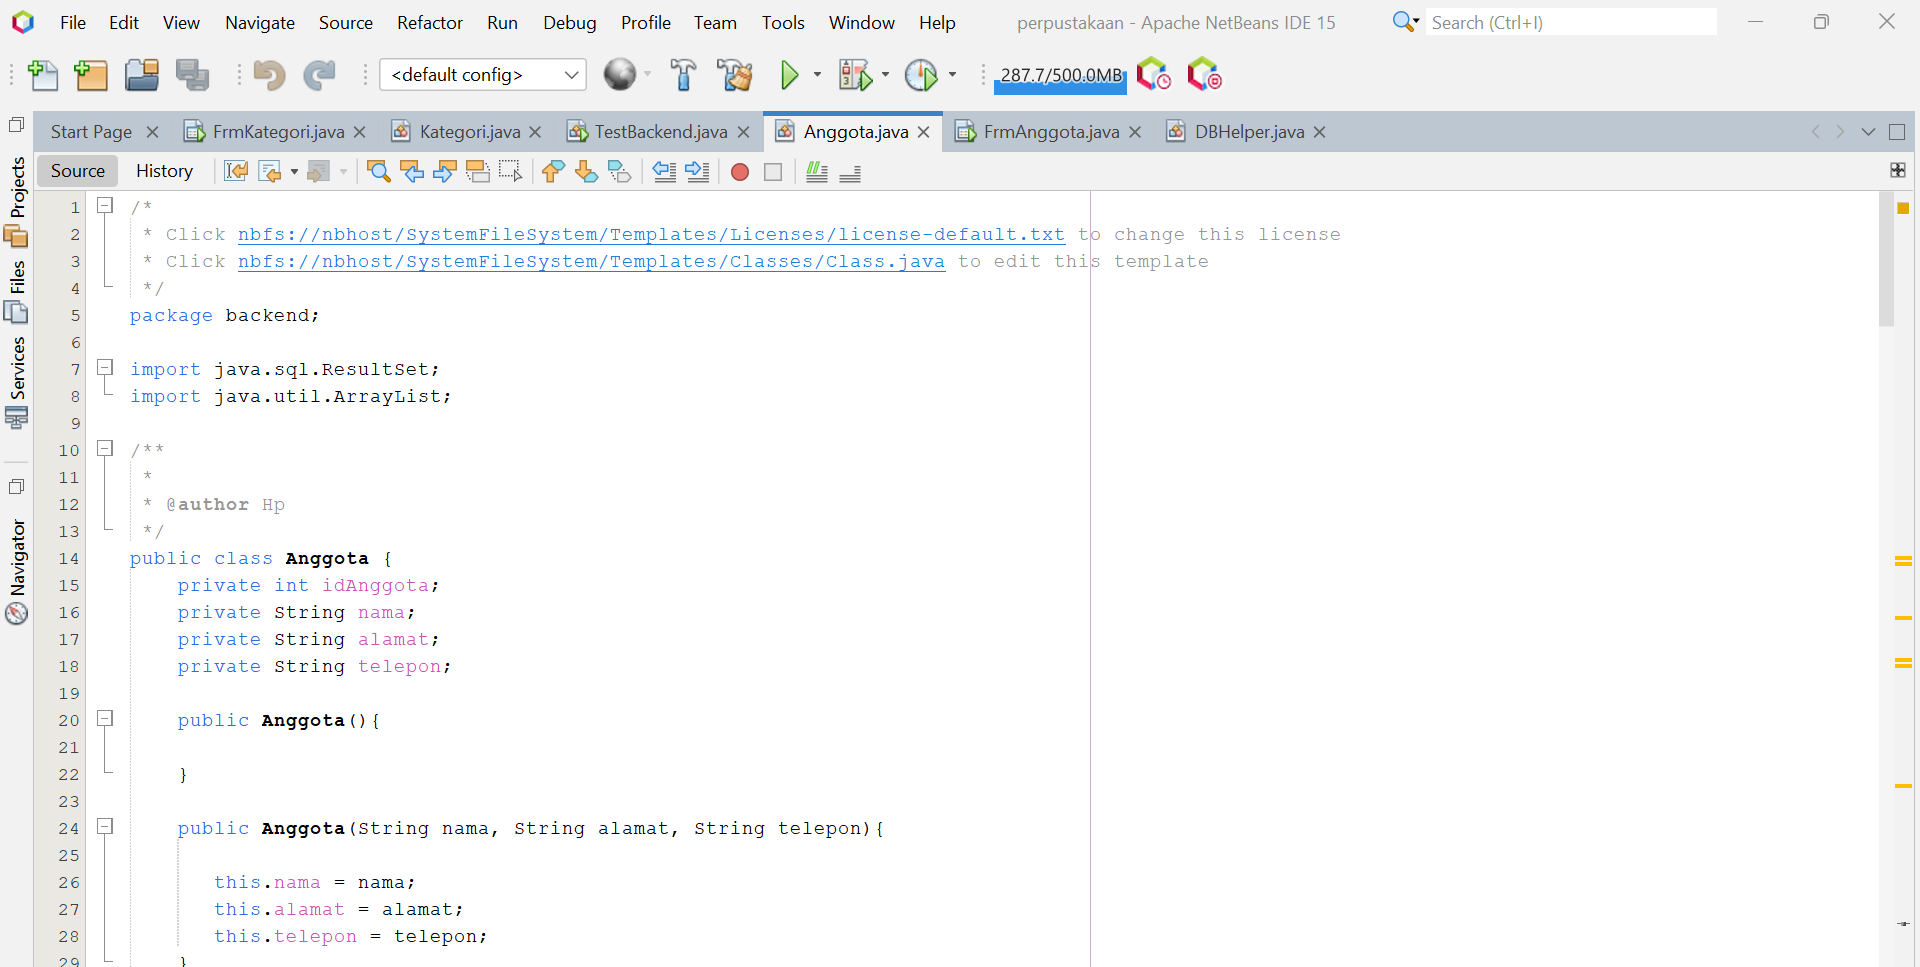 File Edit View Navigate Source Refactor Run Debug Profile Team Tools Window Help perpustakaan - Apache NetBeans IDE 15 Search (Ctrl+I)
<default config> 287.7/500.0MB
Start Page FrmKategori.java Kategori.java TestBackend.java Anggota.java FrmAnggota.java DBHelper.java
Source History
Projects
Files
Services
Navigator
1 /*
2 * Click nbfs://nbhost/SystemFileSystem/Templates/Licenses/license-default.txt to change this license
3 * Click nbfs://nbhost/SystemFileSystem/Templates/Classes/Class.java to edit this template
4 */
5 package backend;
6
7 import java.sql.ResultSet;
8 import java.util.ArrayList;
9
10 /**
11 *
12 * @author Hp
13 */
14 public class Anggota {
15 private int idAnggota;
16 private String nama;
17 private String alamat;
18 private String telepon;
19
20 public Anggota(){
21
22 }
23
24 public Anggota(String nama, String alamat, String telepon){
25
26 this.nama = nama;
27 this.alamat = alamat;
28 this.telepon = telepon;
29 }